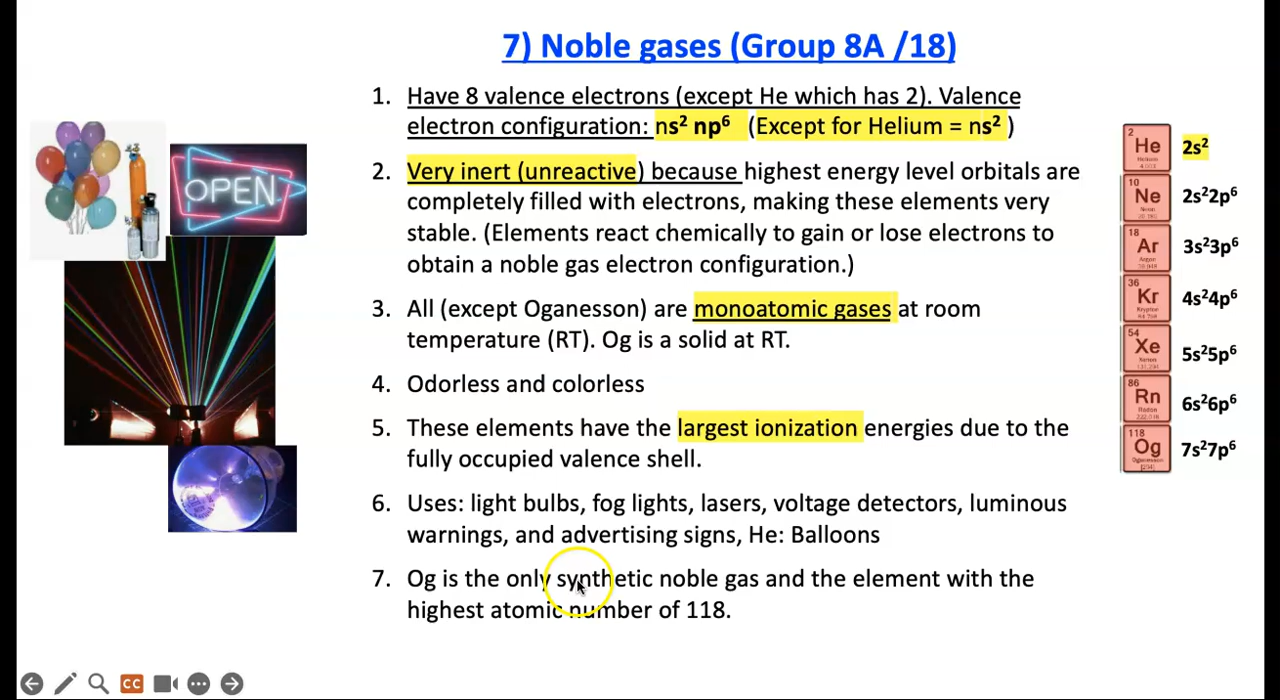 7) Noble gases (Group 8A /18)
1. Have 8 valence electrons (except He which has 2). Valence
electron configuration: ns² np⁶ (Except for Helium = ns² )
2. Very inert (unreactive) because highest energy level orbitals are
completely filled with electrons, making these elements very
stable. (Elements react chemically to gain or lose electrons to
obtain a noble gas electron configuration.)
3. All (except Oganesson) are monoatomic gases at room
temperature (RT). Og is a solid at RT.
4. Odorless and colorless
5. These elements have the largest ionization energies due to the
fully occupied valence shell.
6. Uses: light bulbs, fog lights, lasers, voltage detectors, luminous
warnings, and advertising signs, He: Balloons
7. Og is the only synthetic noble gas and the element with the
highest atomic number of 118.
OPEN
2
He 2s²
Helium
10
Ne 2s²2p⁶
Neon
18
Ar 3s²3p⁶
Argon
36
Kr 4s²4p⁶
Krypton
54
Xe 5s²5p⁶
Xenon
86
Rn 6s²6p⁶
Radon
118
Og 7s²7p⁶
Oganesson
CC